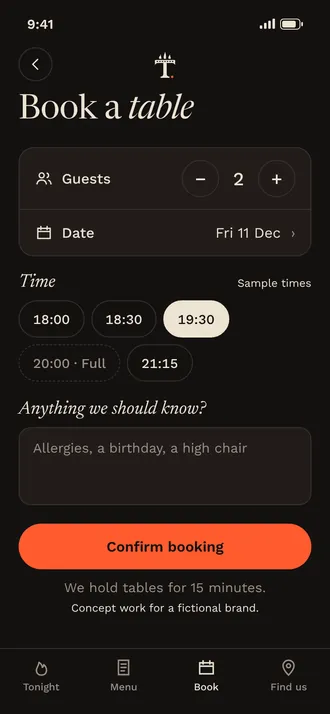 9:41
Book a table
Guests
− 2 +
Date
Fri 11 Dec ›
Time
Sample times
18:00
18:30
19:30
20:00 · Full
21:15
Anything we should know?
Allergies, a birthday, a high chair
Confirm booking
We hold tables for 15 minutes.
Concept work for a fictional brand.
Tonight
Menu
Book
Find us